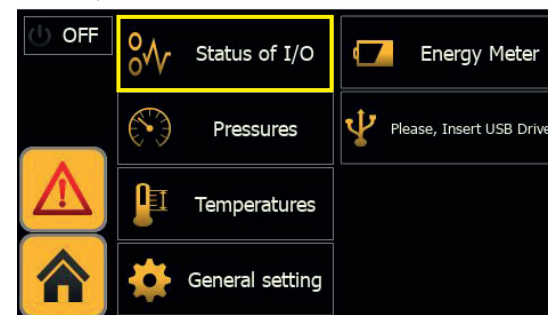 OFF
Status of I/O
Energy Meter
Pressures
Please, Insert USB Drive
Temperatures
General setting